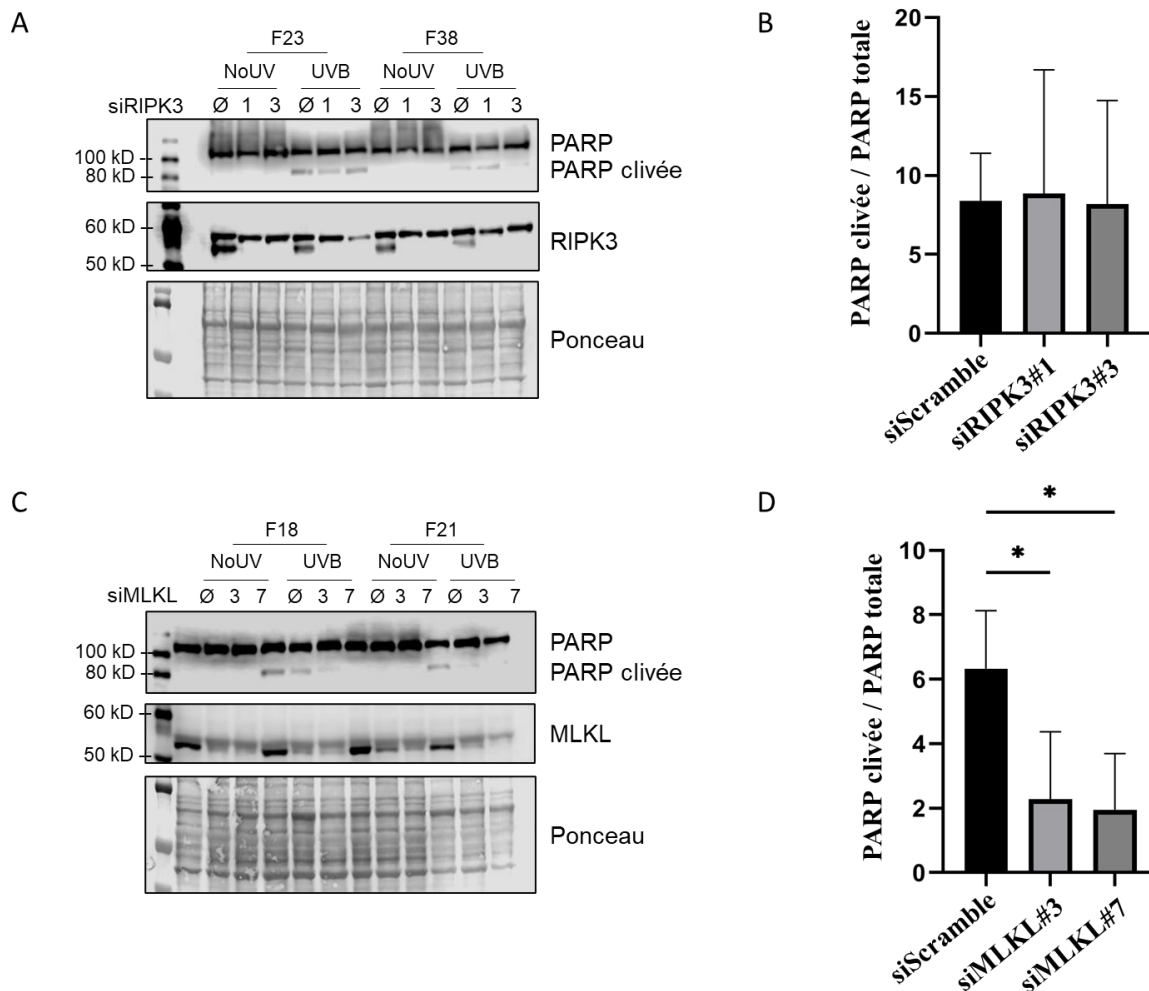 A
F23 F38
NoUV UVB NoUV UVB
siRIPK3 Ø 1 3 Ø 1 3 Ø 1 3 Ø 1 3
100 kD
80 kD
PARP
PARP clivée
60 kD
50 kD
RIPK3
Ponceau
B
PARP clivée / PARP totale
20
15
10
5
0
siScramble
siRIPK3#1
siRIPK3#3
C
F18 F21
NoUV UVB NoUV UVB
siMLKL Ø 3 7 Ø 3 7 Ø 3 7 Ø 3 7
100 kD
80 kD
PARP
PARP clivée
60 kD
50 kD
MLKL
Ponceau
D
*
*
PARP clivée / PARP totale
10
8
6
4
2
0
siScramble
siMLKL#3
siMLKL#7